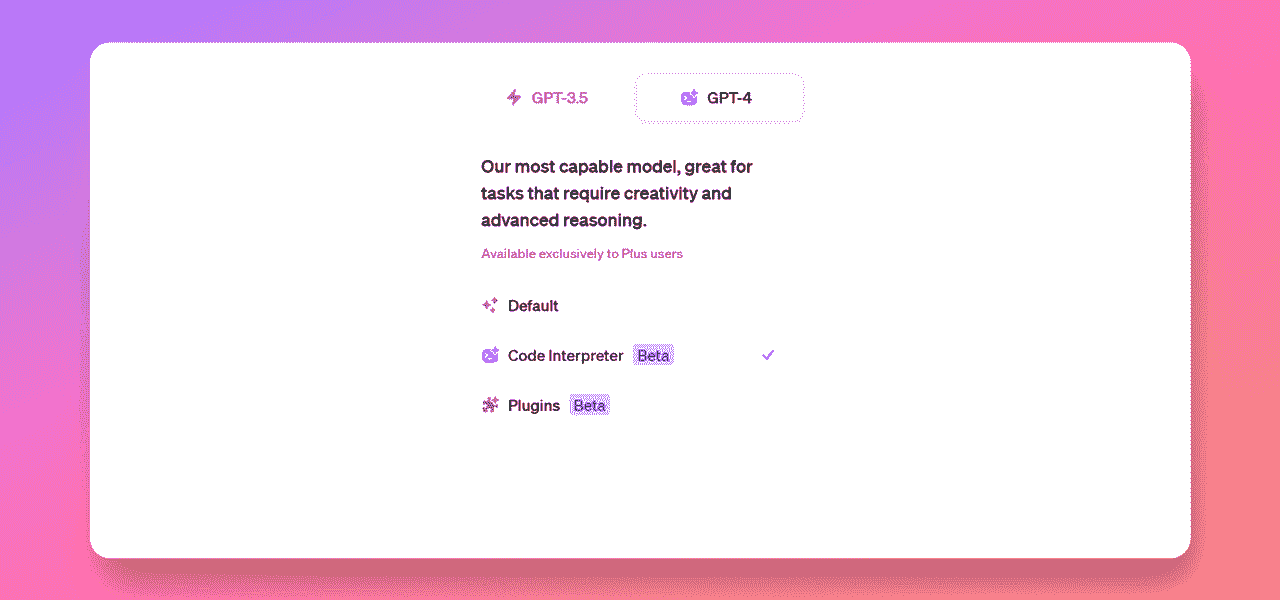 GPT-3.5
GPT-4
Our most capable model, great for
tasks that require creativity and
advanced reasoning.
Available exclusively to Plus users
Default
Code Interpreter Beta
Plugins Beta